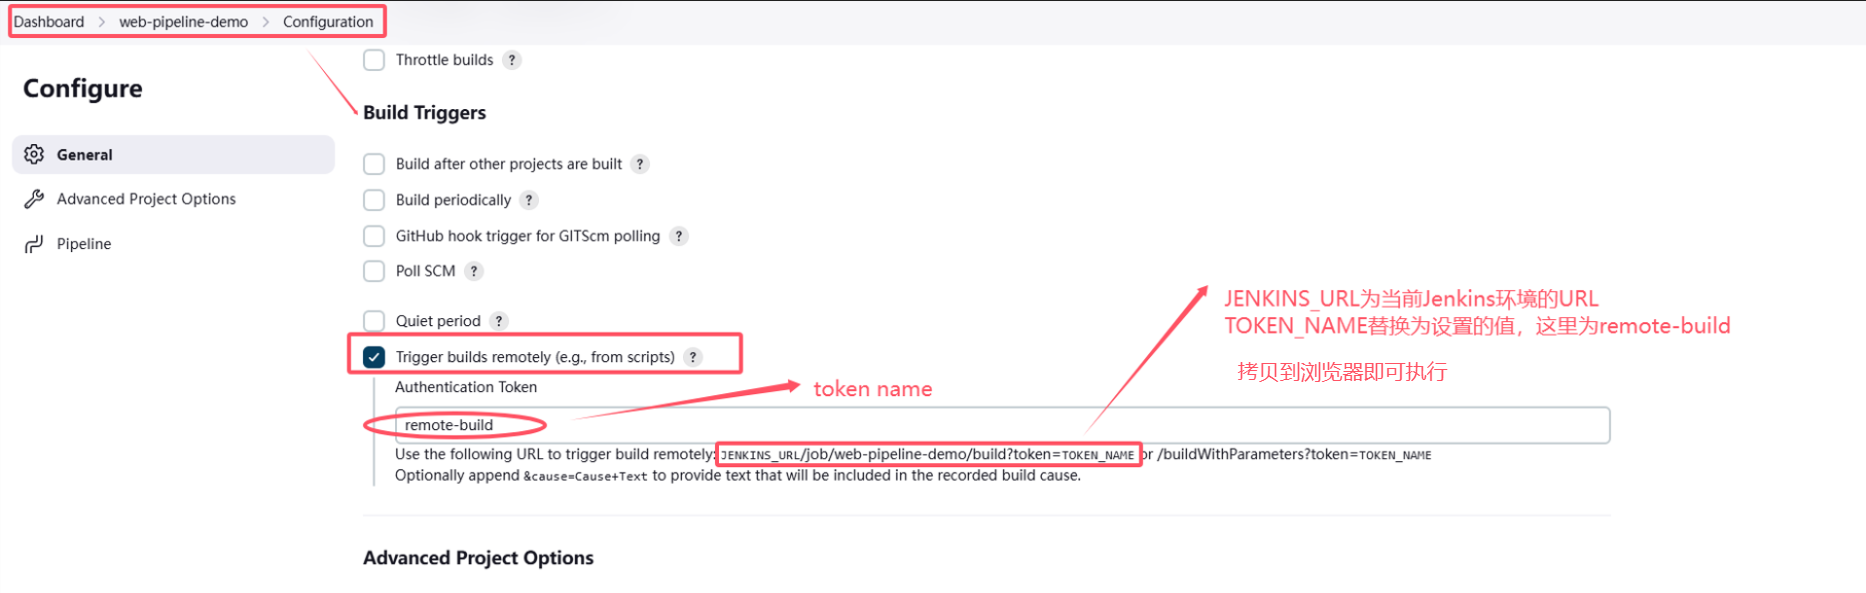 Dashboard > web-pipeline-demo > Configuration
Configure
General
Advanced Project Options
Pipeline
Throttle builds ?
Build Triggers
Build after other projects are built ?
Build periodically ?
GitHub hook trigger for GITScm polling ?
Poll SCM ?
Quiet period ?
Trigger builds remotely (e.g., from scripts) ?
Authentication Token
remote-build
token name
JENKINS_URL为当前Jenkins环境的URL
TOKEN_NAME替换为设置的值，这里为remote-build
拷贝到浏览器即可执行
Use the following URL to trigger build remotely: JENKINS_URL/job/web-pipeline-demo/build?token=TOKEN_NAME or /buildWithParameters?token=TOKEN_NAME
Optionally append &cause=Cause+Text to provide text that will be included in the recorded build cause.
Advanced Project Options